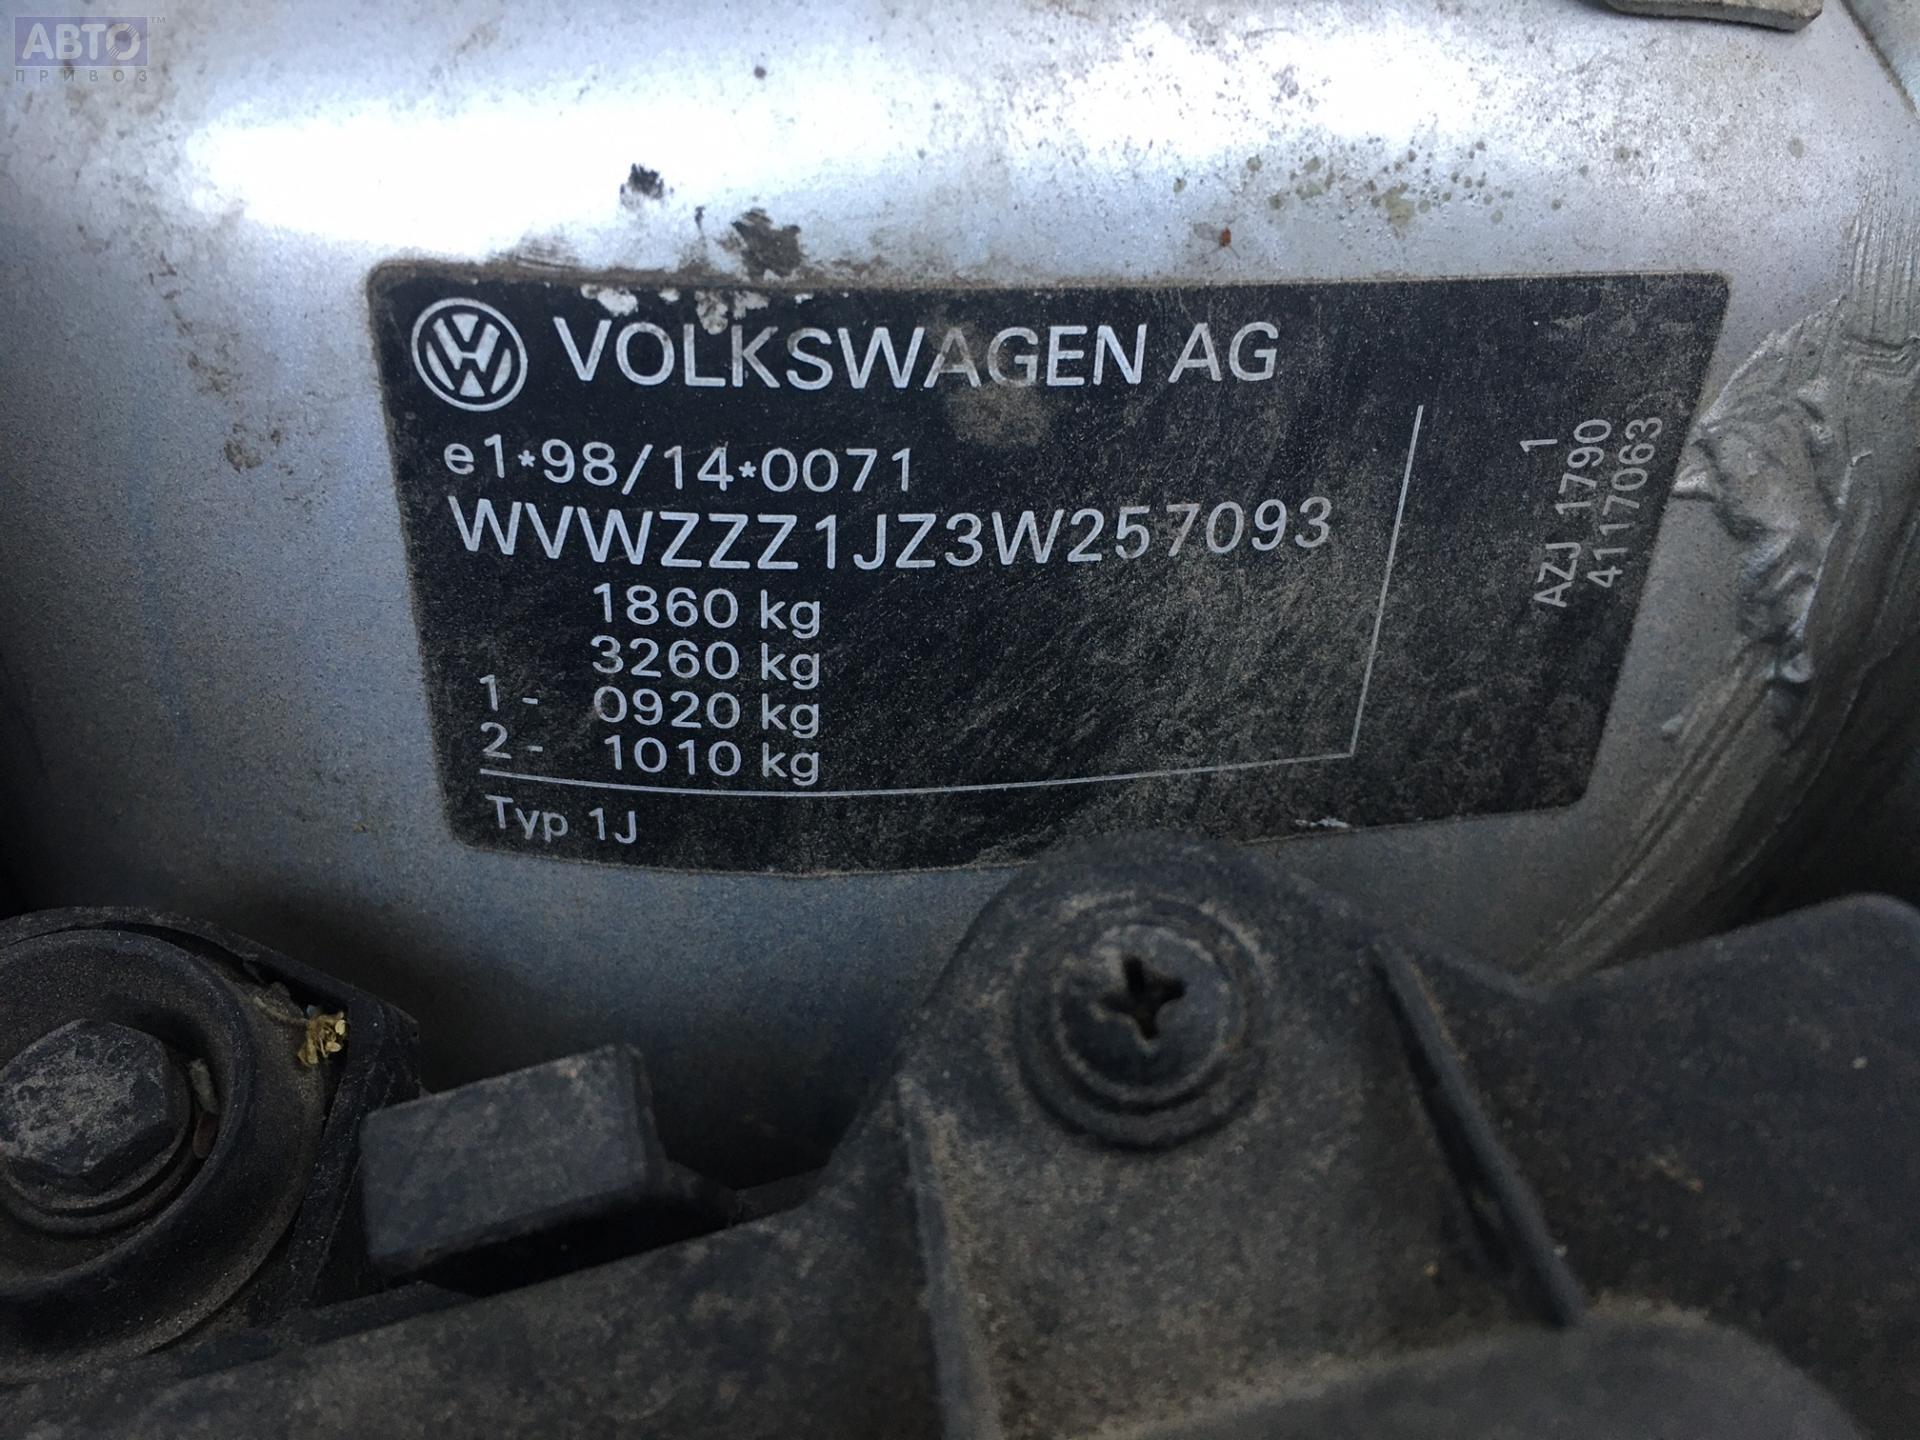 АВТО™
ПРИВОЗ
VOLKSWAGEN AG
e1*98/14*0071
WVWZZZ1JZ3W257093
1860 kg
3260 kg
1 - 0920 kg
2 - 1010 kg
Typ 1J
1
AZJ 1790
4117063